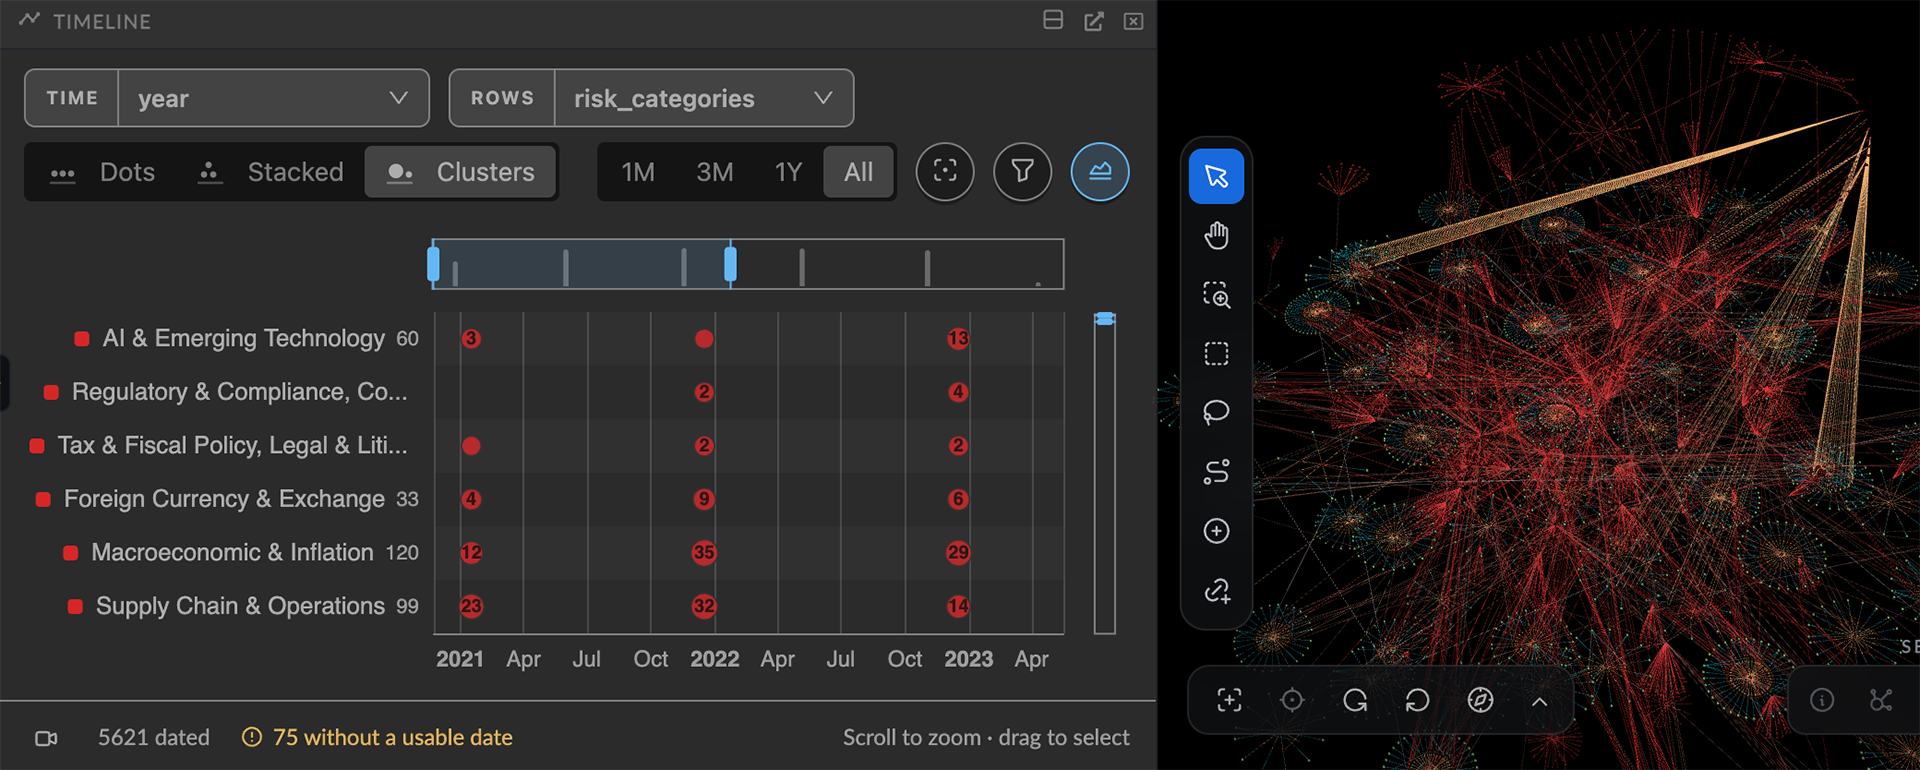 TIMELINE
TIME year
ROWS risk_categories
Dots Stacked Clusters
1M 3M 1Y All
AI & Emerging Technology 60 3 13
Regulatory & Compliance, Co... 2 4
Tax & Fiscal Policy, Legal & Liti... 2 2
Foreign Currency & Exchange 33 4 9 6
Macroeconomic & Inflation 120 12 35 29
Supply Chain & Operations 99 23 32 14
2021 Apr Jul Oct 2022 Apr Jul Oct 2023 Apr
5621 dated 75 without a usable date Scroll to zoom · drag to select
SE